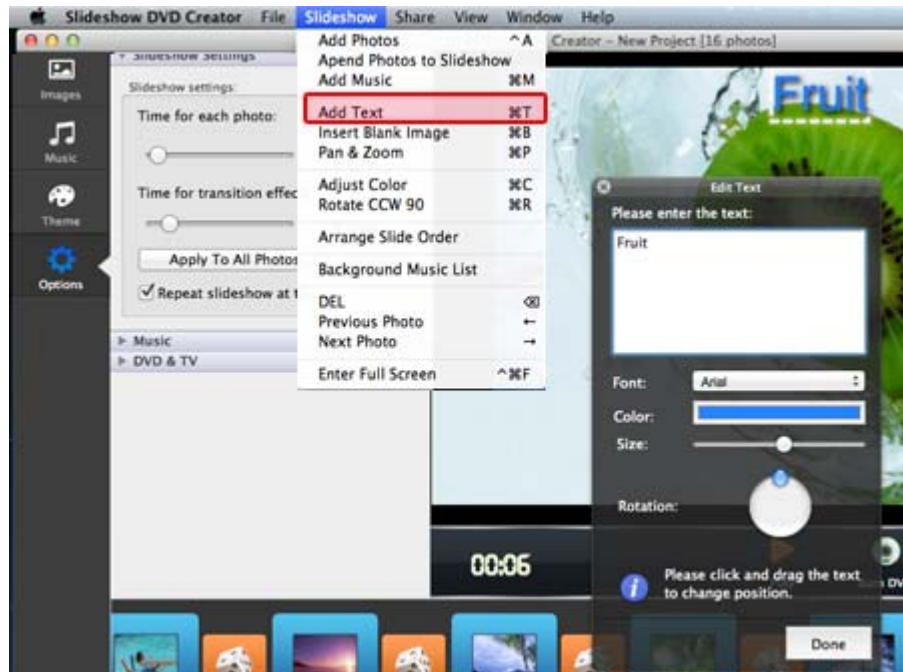 Slideshow DVD Creator File Slideshow Share View Window Help
Creator – New Project [16 photos]
Images
Music
Theme
Options
Slideshow Settings
Slideshow settings:
Time for each photo:
Time for transition effec
Apply To All Photos
Repeat slideshow at t
Music
DVD & TV
Add Photos ^A
Apend Photos to Slideshow
Add Music ⌘M
Add Text ⌘T
Insert Blank Image ⌘B
Pan & Zoom ⌘P
Adjust Color ⌘C
Rotate CCW 90 ⌘R
Arrange Slide Order
Background Music List
DEL ⌫
Previous Photo ←
Next Photo →
Enter Full Screen ^⌘F
Fruit
Edit Text
Please enter the text:
Fruit
Font: Arial
Color:
Size:
Rotation:
Please click and drag the text
to change position.
Done
00:06
DV